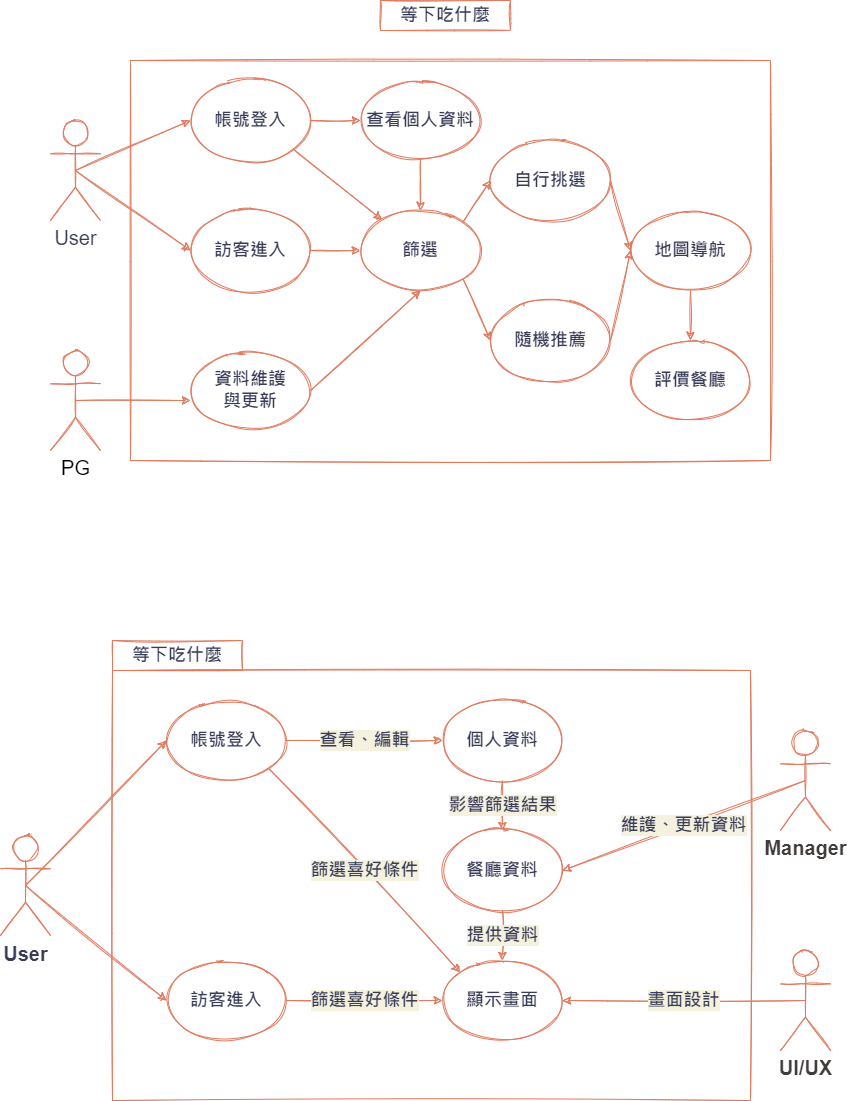 等下吃什麼
帳號登入
查看個人資料
自行挑選
User
訪客進入
篩選
地圖導航
隨機推薦
資料維護
與更新
評價餐廳
PG
等下吃什麼
帳號登入
查看、編輯
個人資料
影響篩選結果
維護、更新資料
Manager
篩選喜好條件
餐廳資料
提供資料
User
訪客進入
篩選喜好條件
顯示畫面
畫面設計
UI/UX